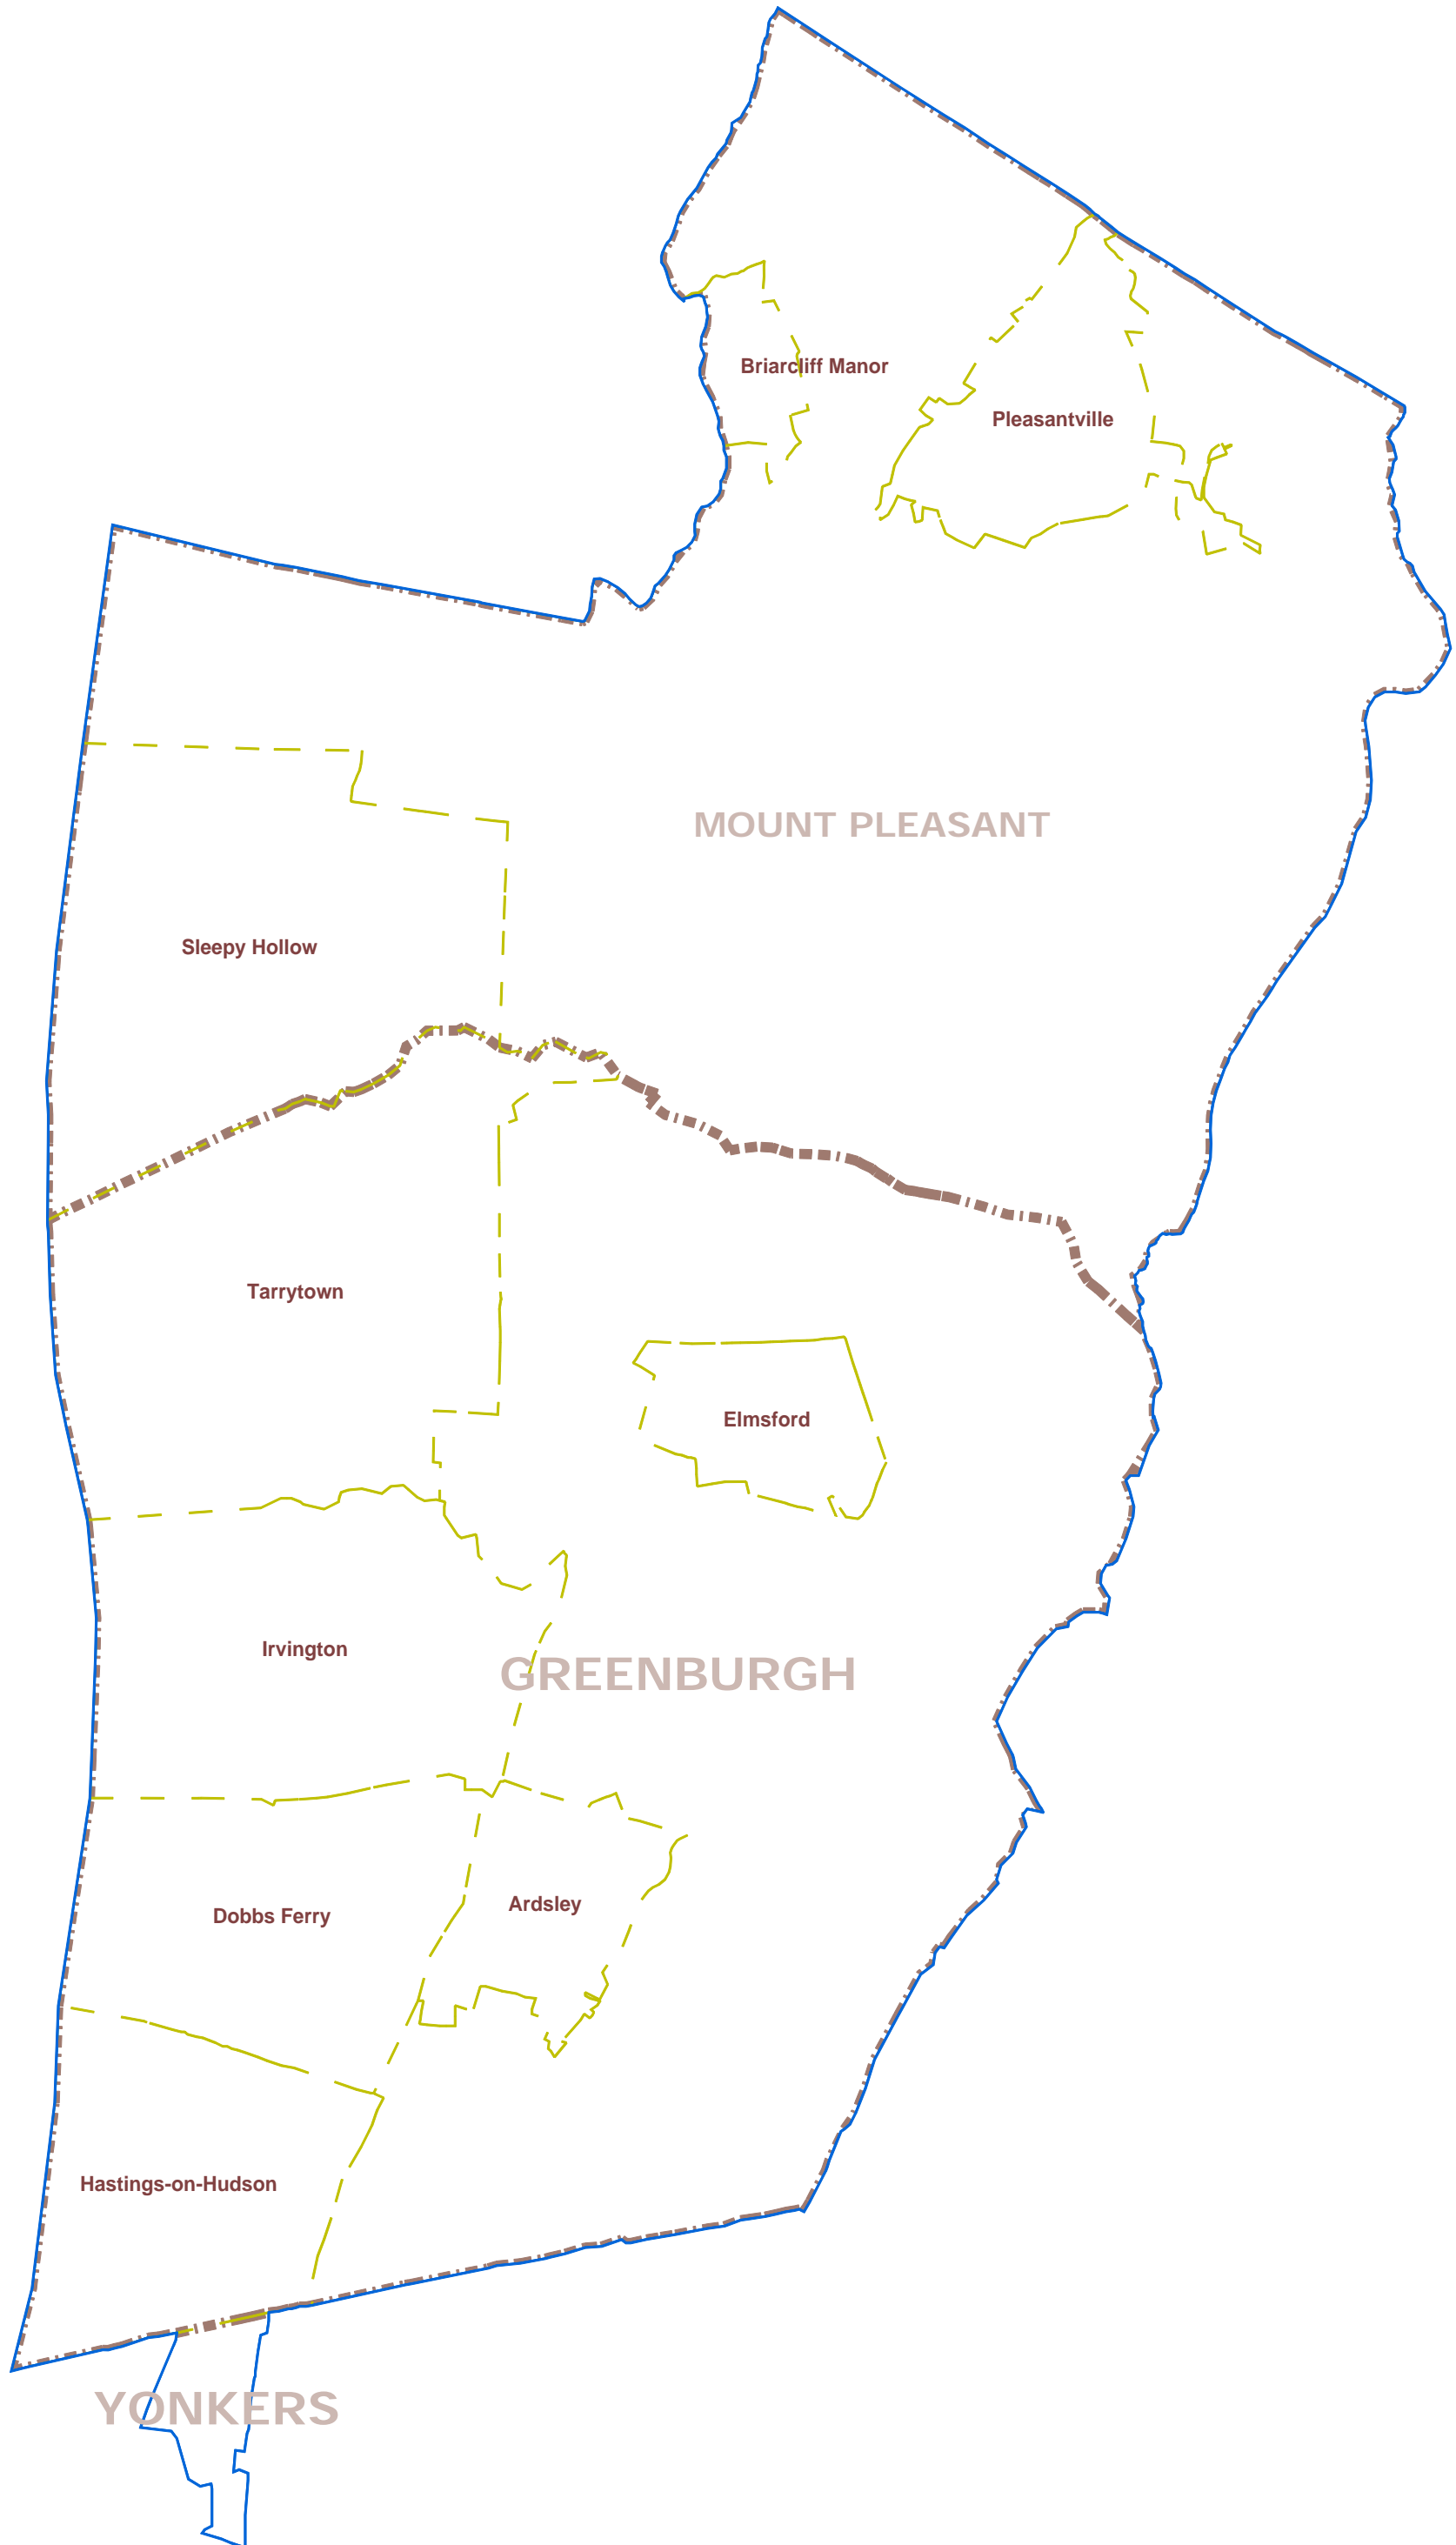 Briarcliff Manor
Pleasantville
MOUNT PLEASANT
Sleepy Hollow
Tarrytown
Elmsford
Irvington
GREENBURGH
Ardsley
Dobbs Ferry
Hastings-on-Hudson
YONKERS